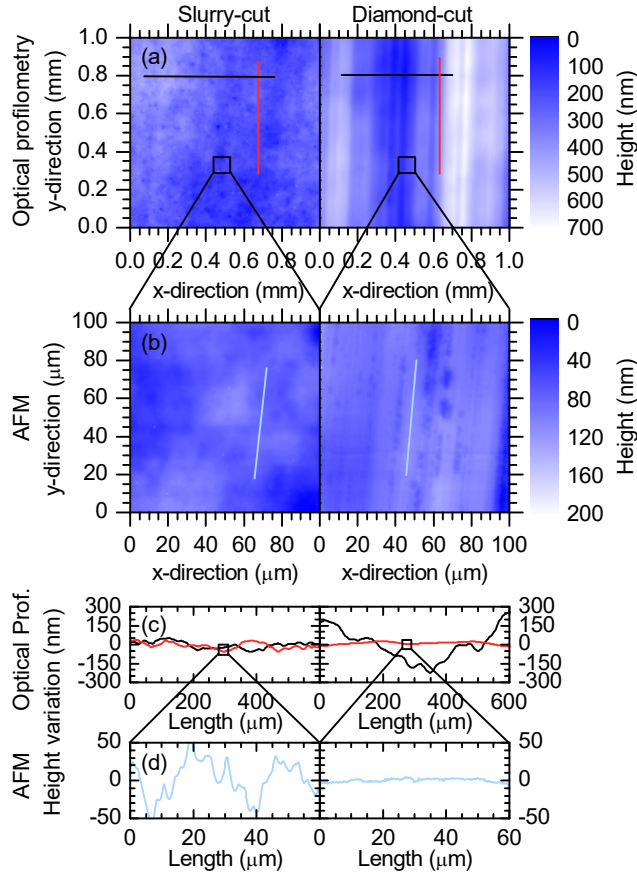 Slurry-cut Diamond-cut
(a)
Optical profilometry
y-direction (mm)
1.0
0.8
0.6
0.4
0.2
0.0
0.0 0.2 0.4 0.6 0.8 0.0 0.2 0.4 0.6 0.8 1.0
x-direction (mm) x-direction (mm)
0
100
200
300
400
500
600
700
Height (nm)
(b)
AFM
y-direction (μm)
100
80
60
40
20
0
0 20 40 60 80 0 20 40 60 80 100
x-direction (μm) x-direction (μm)
0
40
80
120
160
200
Height (nm)
(c)
Optical Prof.
AFM
Height variation (nm)
300
150
0
-150
-300
300
150
0
-150
-300
0 200 400 0 200 400 600
Length (μm) Length (μm)
(d)
50
0
-50
50
0
-50
0 20 40 0 20 40 60
Length (μm) Length (μm)